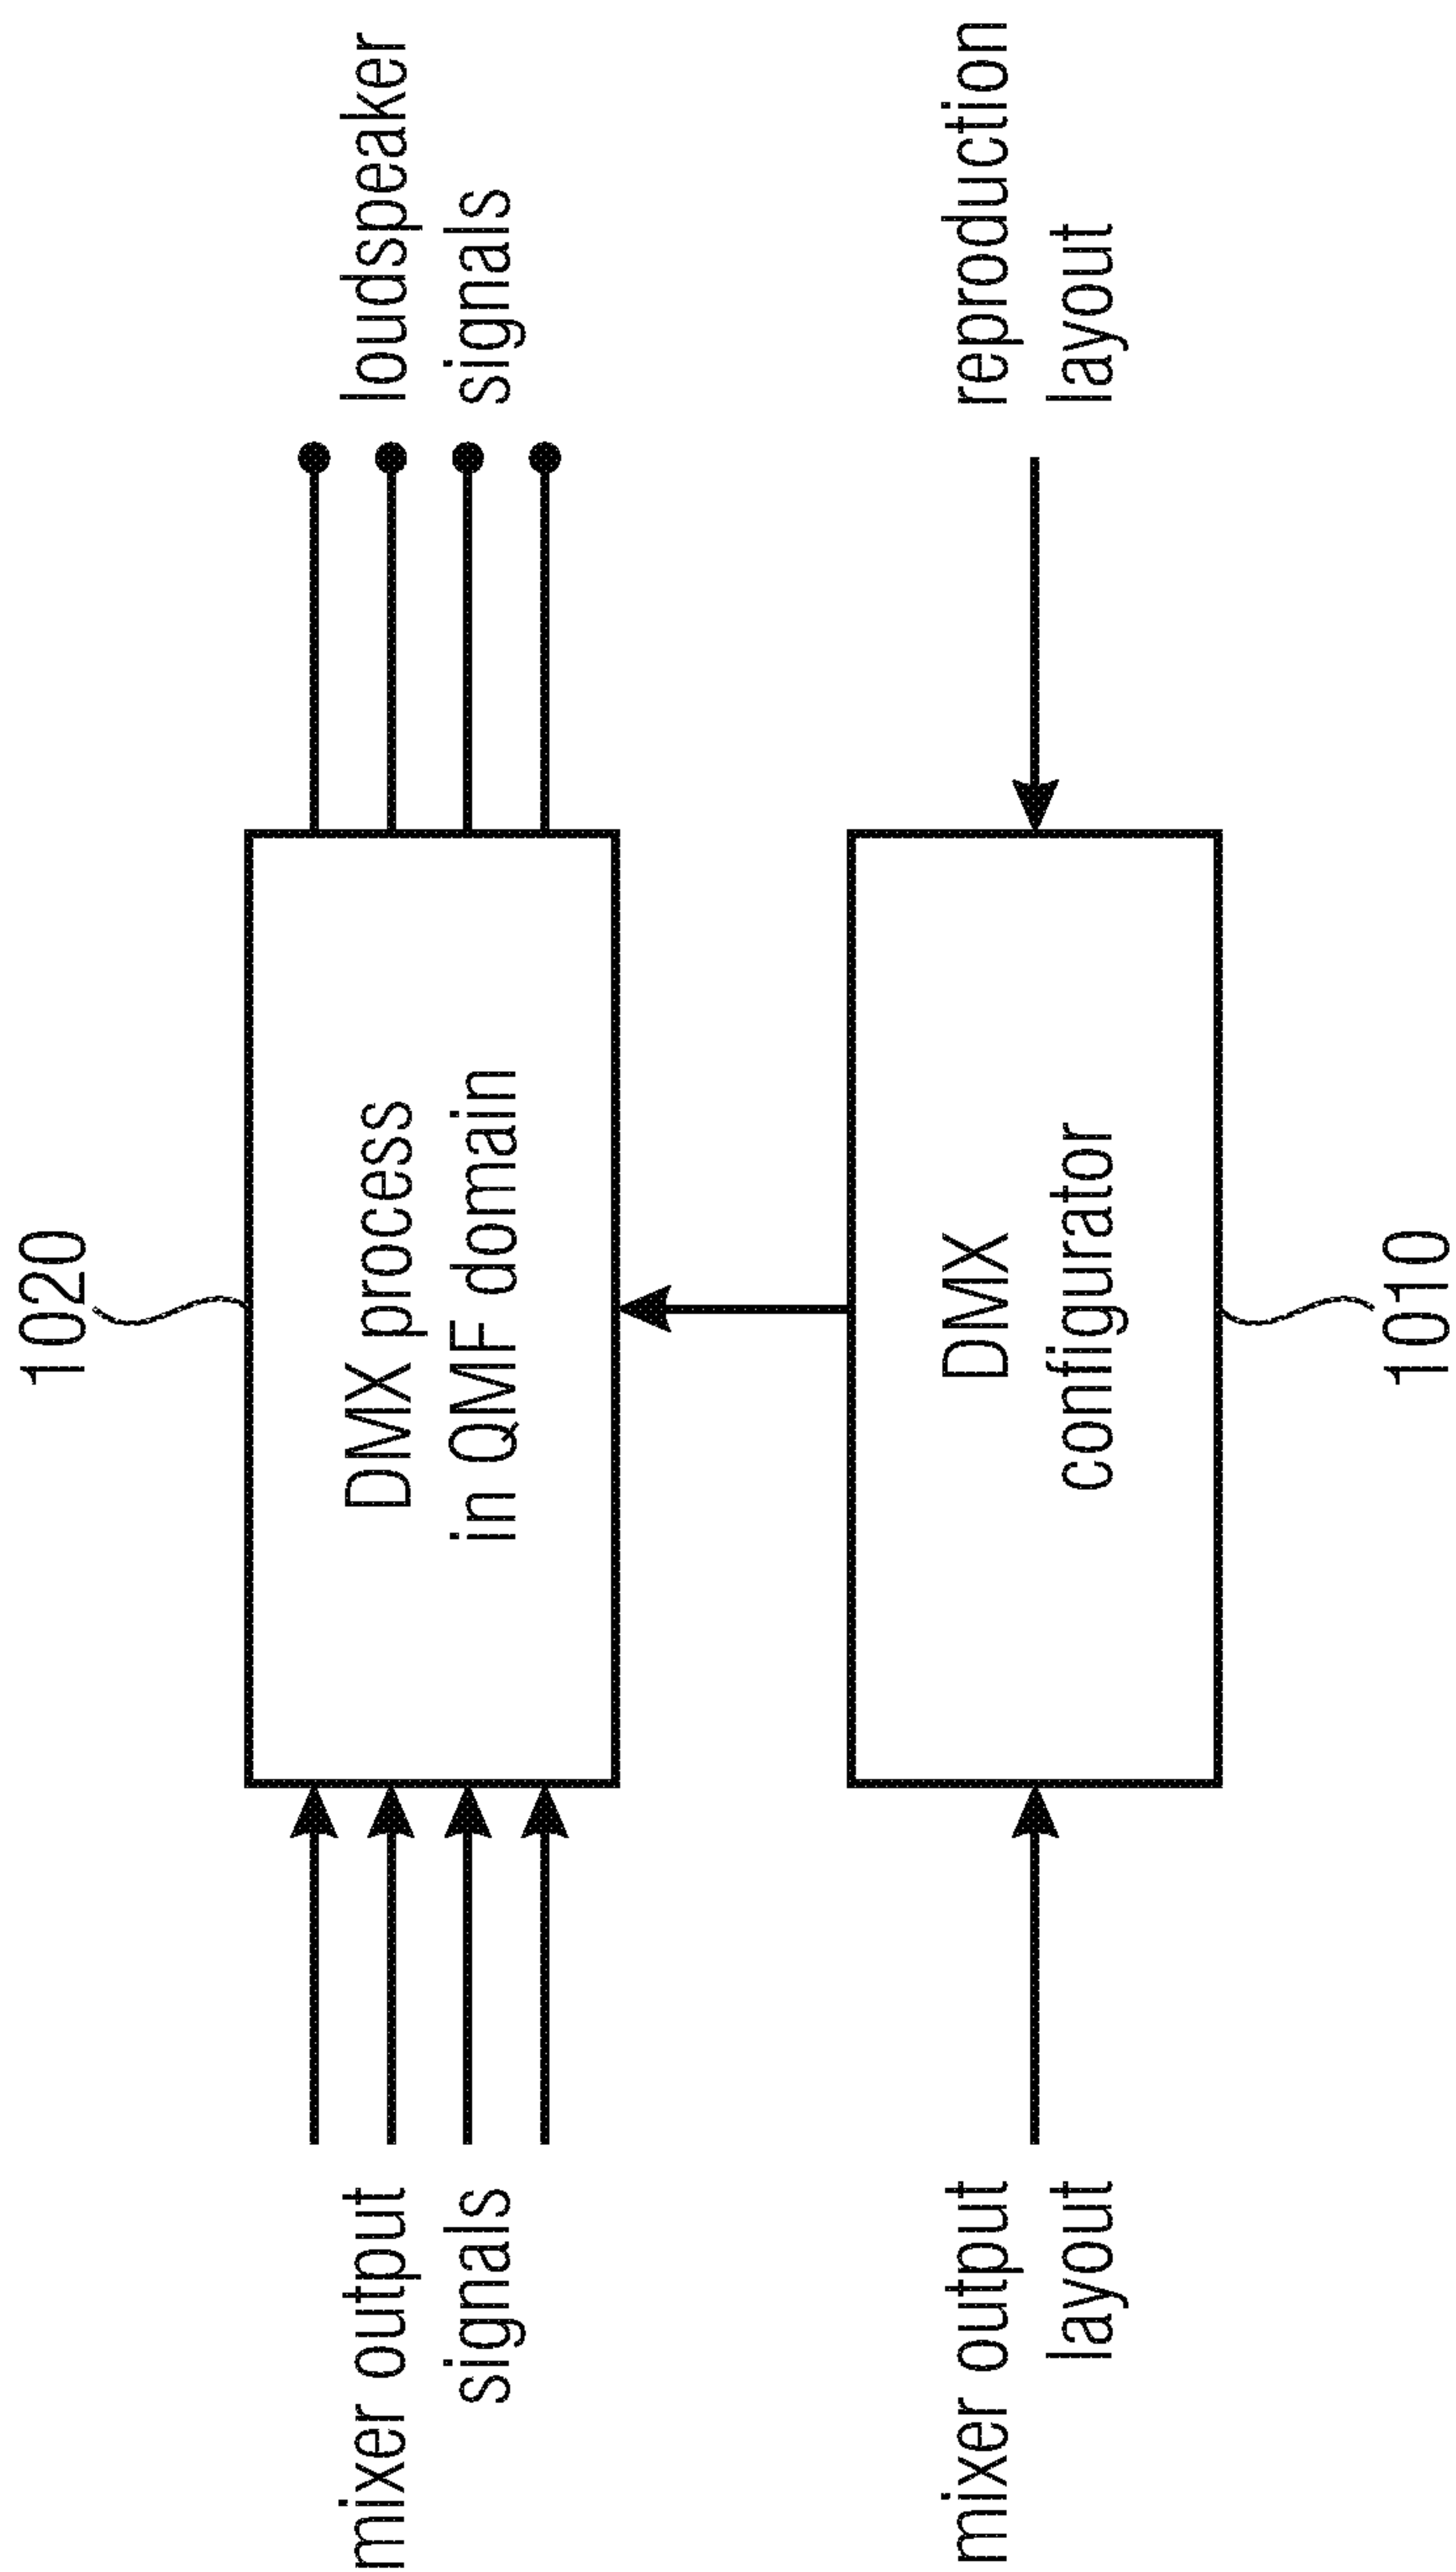 1020
mixer output
signals
DMX process
in QMF domain
loudspeaker
signals
mixer output
layout
DMX
configurator
reproduction
layout
1010